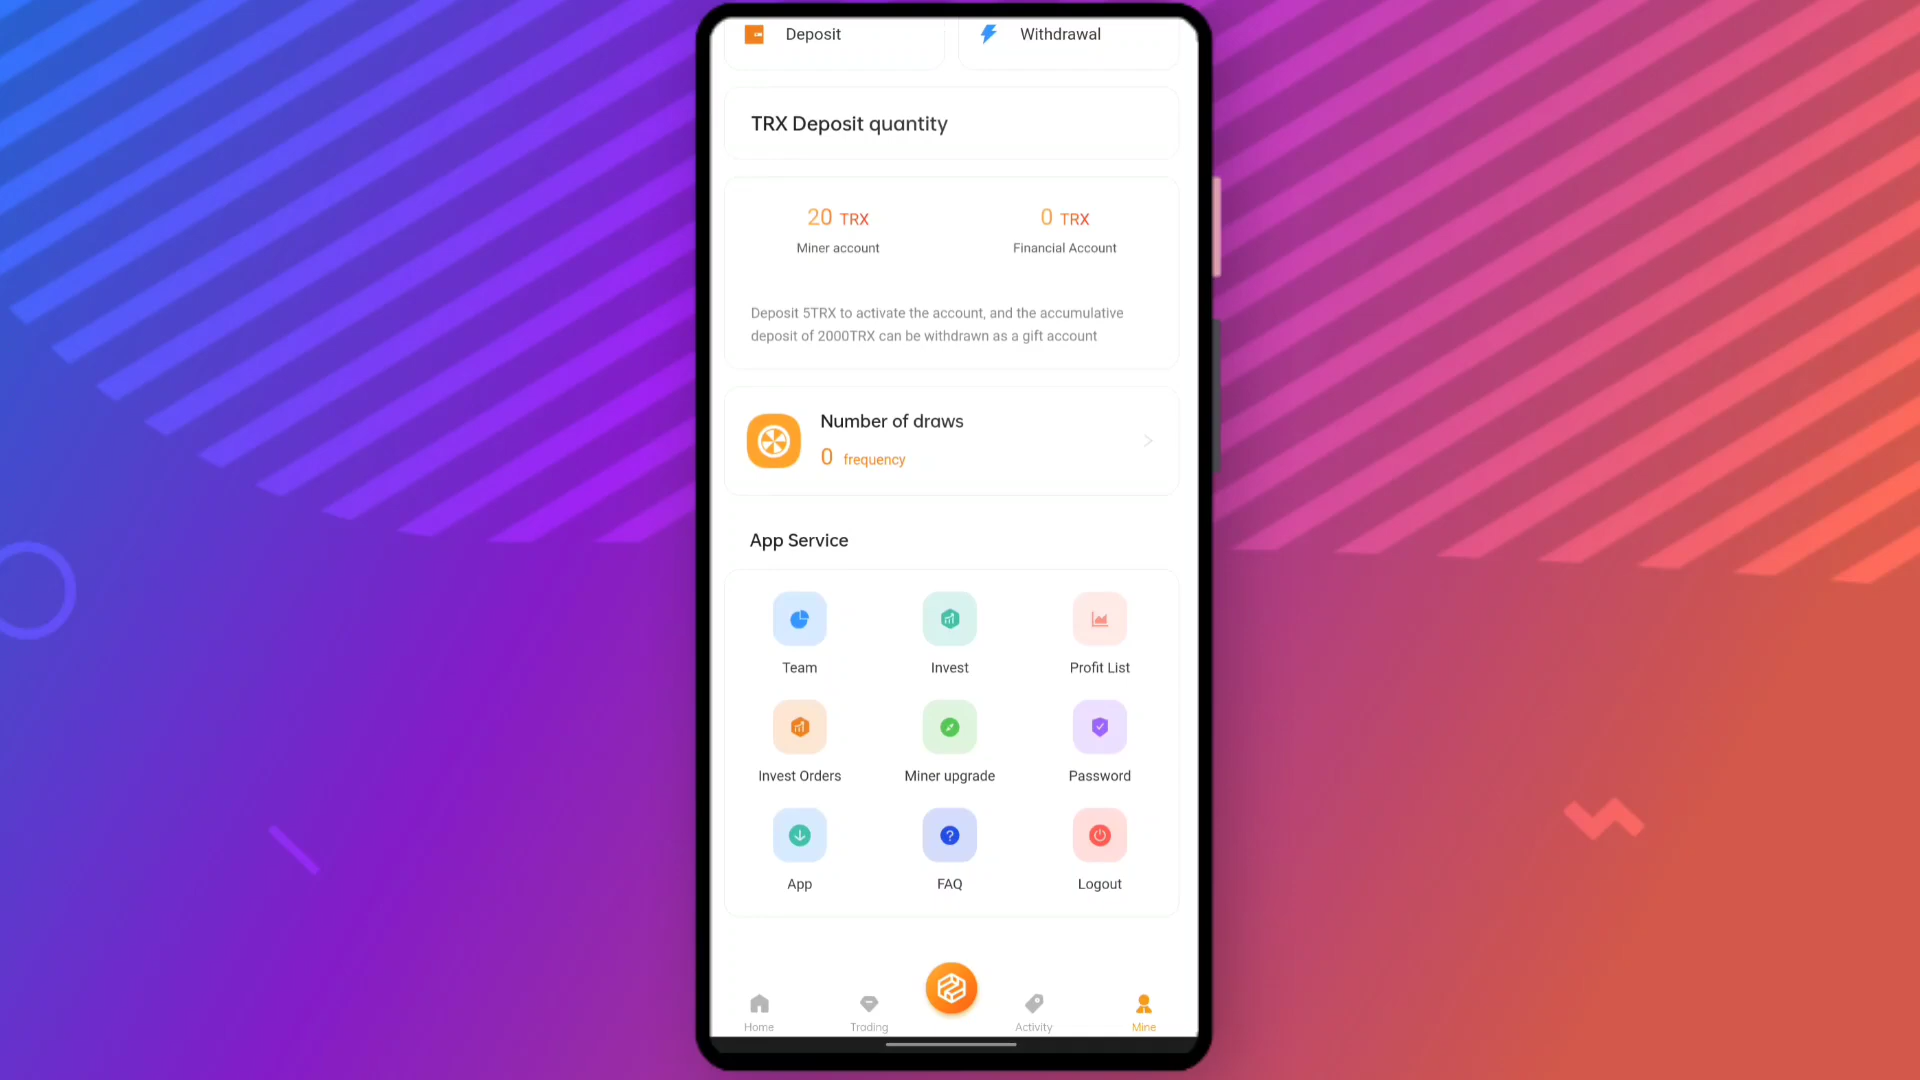 Deposit
Withdrawal
TRX Deposit quantity
20 TRX
0 TRX
Miner account
Financial Account
Deposit 5TRX to activate the account, and the accumulative
deposit of 2000TRX can be withdrawn as a gift account
Number of draws
0 frequency
App Service
Team
Invest
Profit List
Invest Orders
Miner upgrade
Password
App
FAQ
Logout
Home
Trading
Activity
Mine